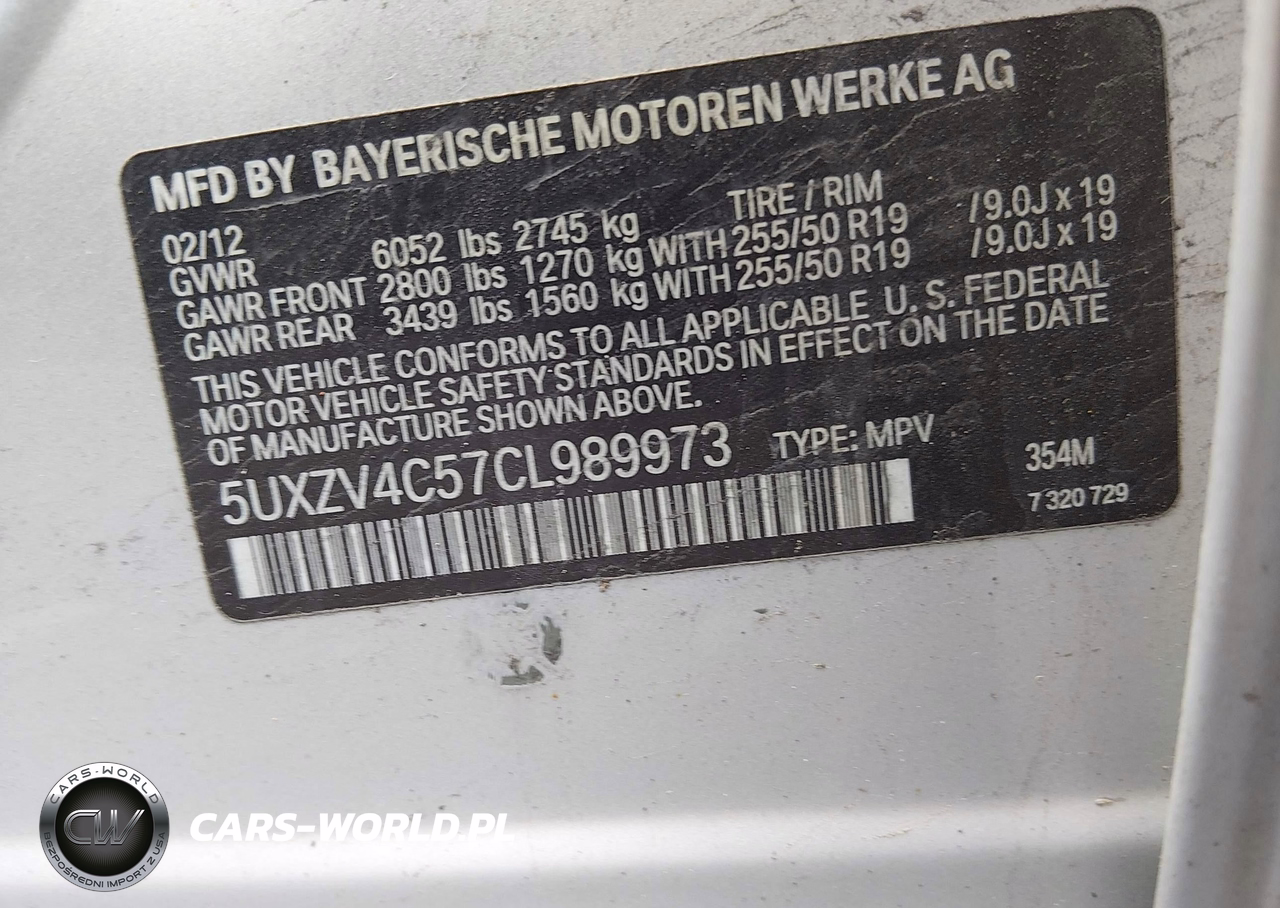 MFD BY BAYERISCHE MOTOREN WERKE AG
02/12 TIRE / RIM
GVWR 6052 lbs 2745 kg
GAWR FRONT 2800 lbs 1270 kg WITH 255/50 R19 / 9.0J x 19
GAWR REAR 3439 lbs 1560 kg WITH 255/50 R19 / 9.0J x 19
THIS VEHICLE CONFORMS TO ALL APPLICABLE U. S. FEDERAL
MOTOR VEHICLE SAFETY STANDARDS IN EFFECT ON THE DATE
OF MANUFACTURE SHOWN ABOVE.
5UXZV4C57CL989973 TYPE: MPV 354M
7 320 729
CARS-WORLD
CW
BEZPOŚREDNI IMPORT Z USA
CARS-WORLD.PL